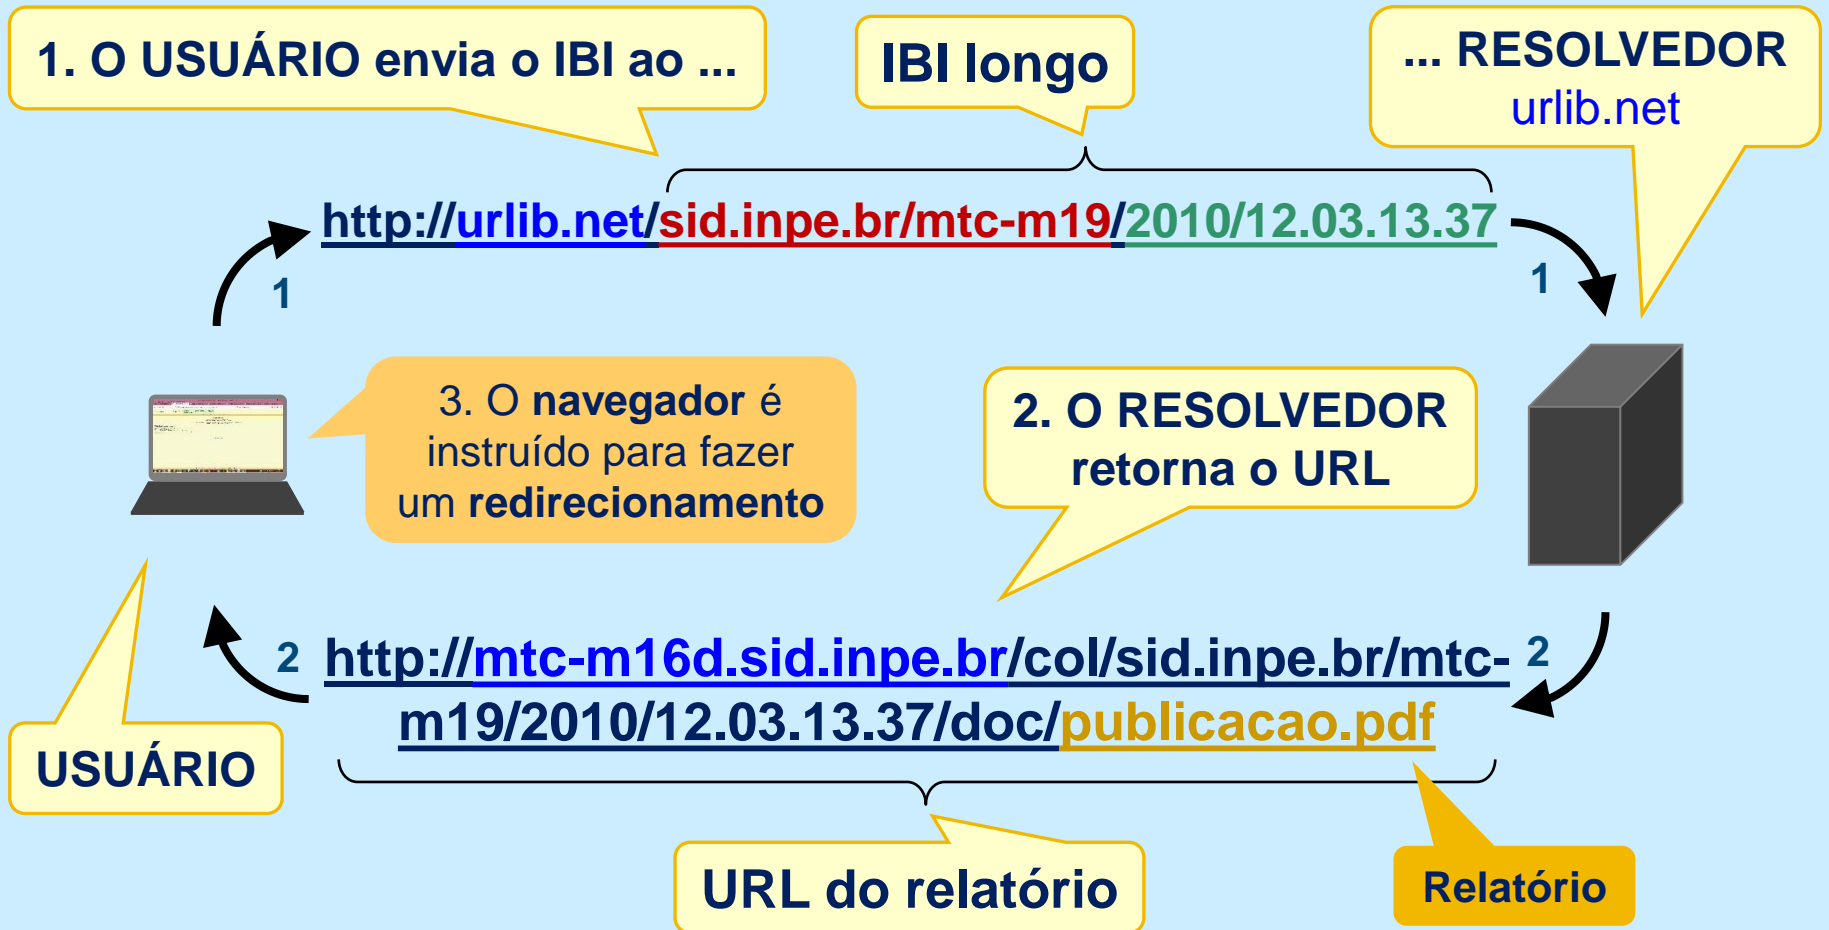 1. O USUÁRIO envia o IBI ao ...
IBI longo
... RESOLVEDOR
urlib.net
http://urlib.net/sid.inpe.br/mtc-m19/2010/12.03.13.37
1
1
3. O navegador é
instruído para fazer
um redirecionamento
2. O RESOLVEDOR
retorna o URL
2
http://mtc-m16d.sid.inpe.br/col/sid.inpe.br/mtc-
m19/2010/12.03.13.37/doc/publicacao.pdf
2
USUÁRIO
URL do relatório
Relatório